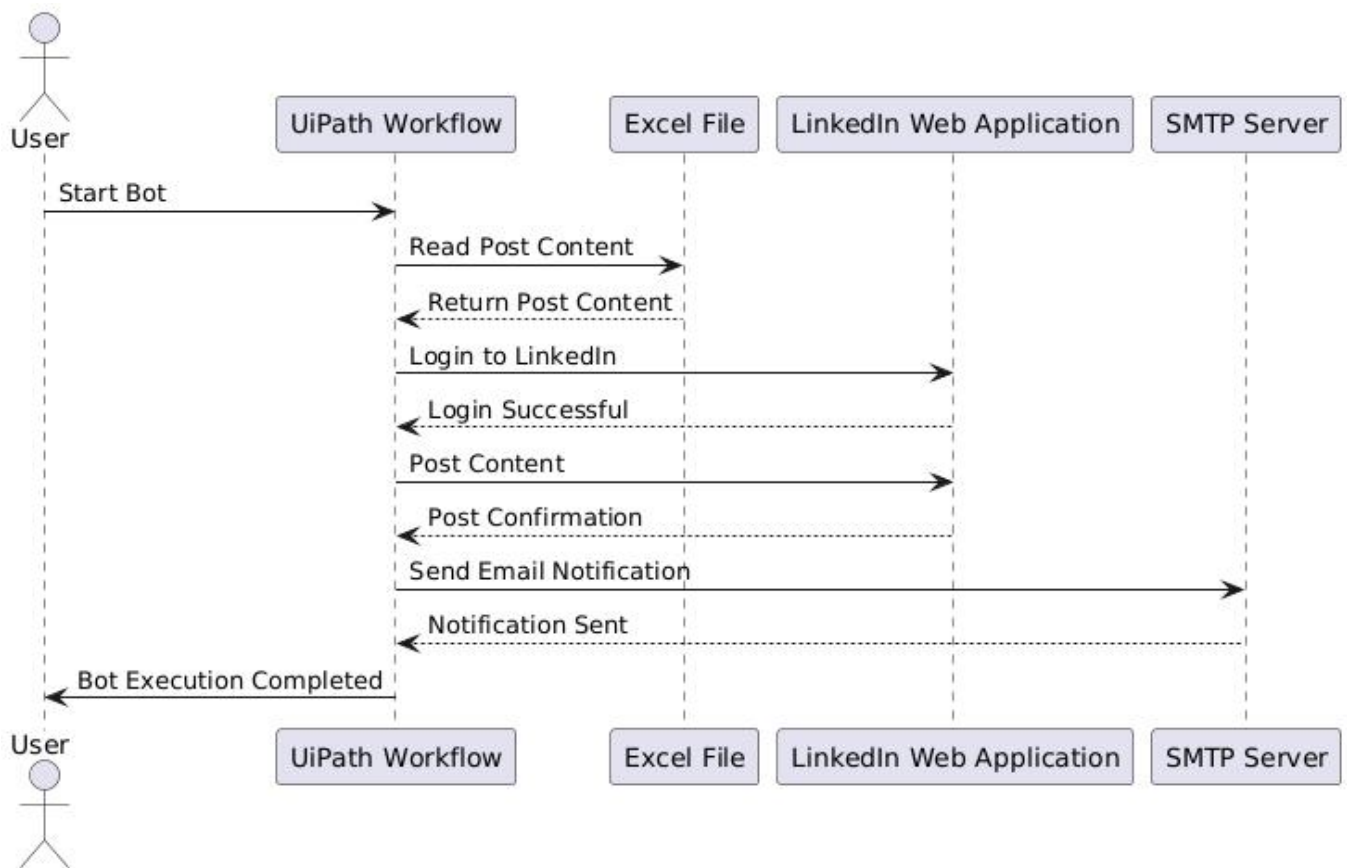 User
UiPath Workflow
Excel File
LinkedIn Web Application
SMTP Server
Start Bot
Read Post Content
Return Post Content
Login to LinkedIn
Login Successful
Post Content
Post Confirmation
Send Email Notification
Notification Sent
Bot Execution Completed
User
UiPath Workflow
Excel File
LinkedIn Web Application
SMTP Server